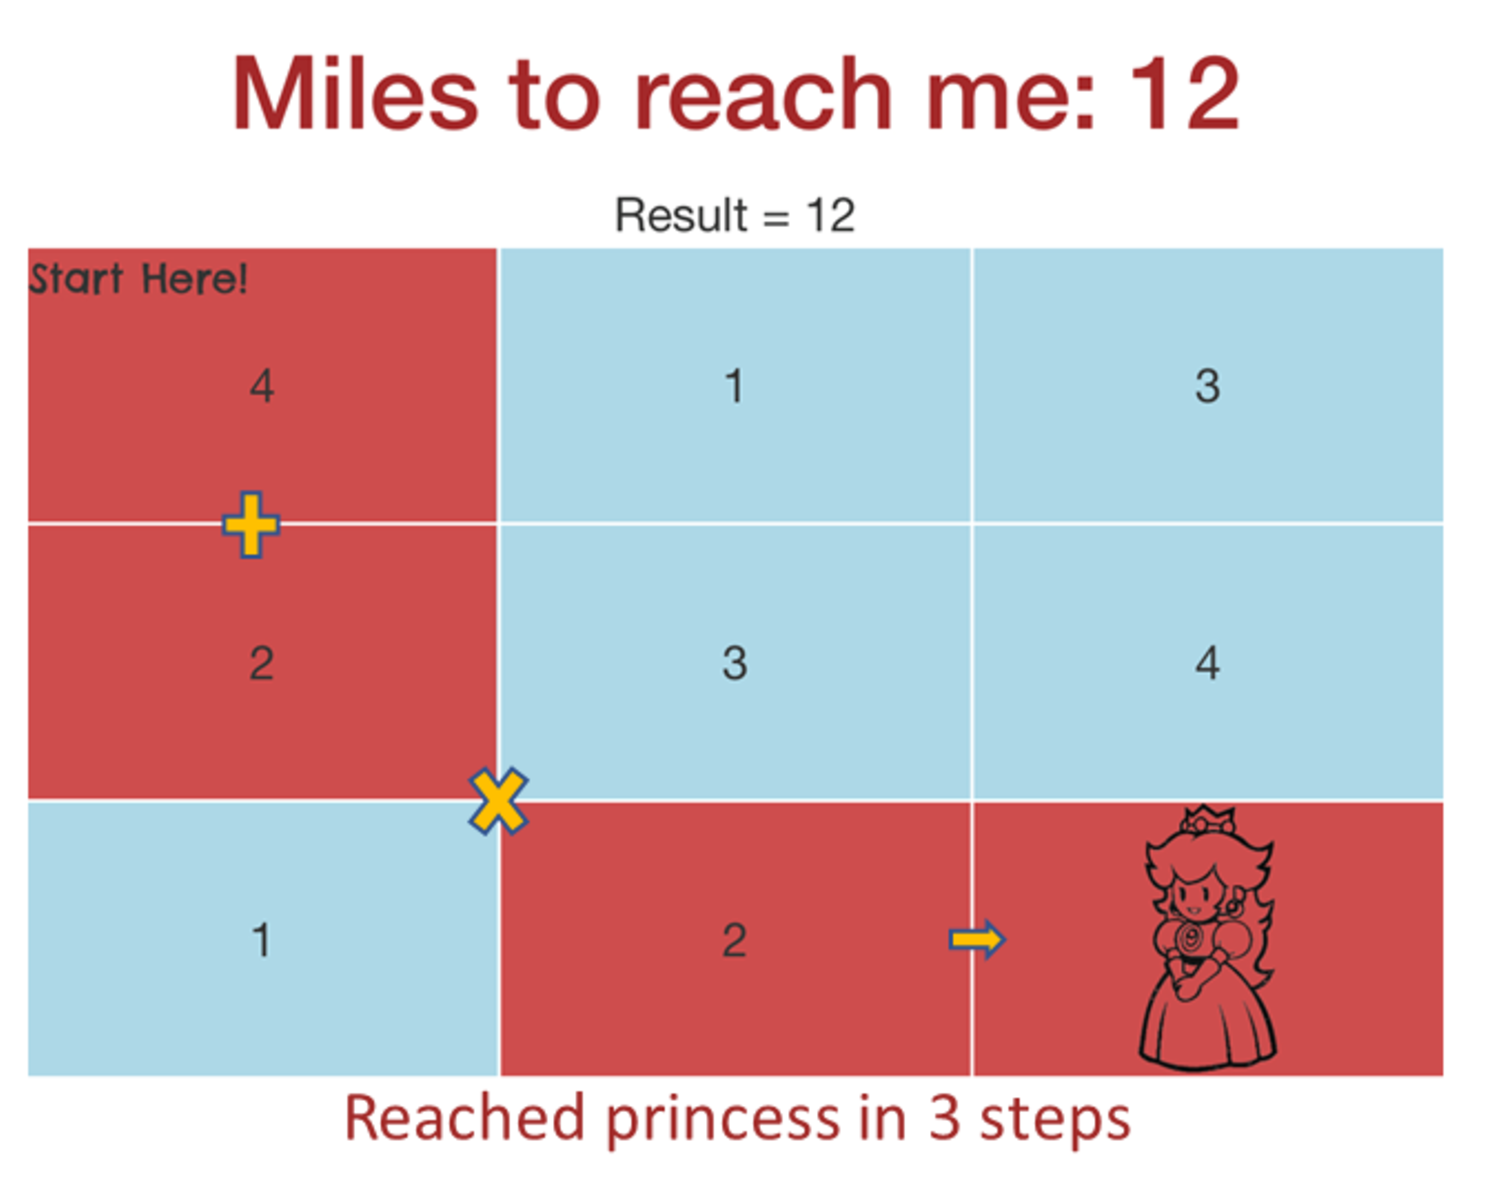 Miles to reach me: 12
Result = 12
Start Here!
4 1 3
2 3 4
1 2
Reached princess in 3 steps